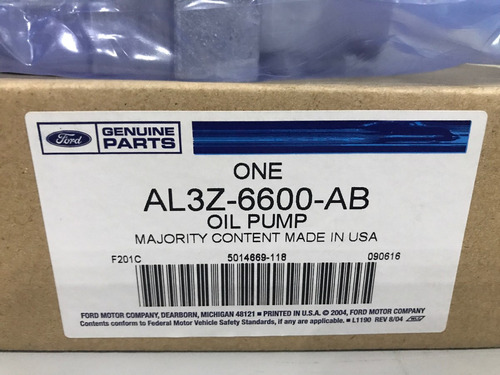 Ford
GENUINE
PARTS
ONE
AL3Z-6600-AB
OIL PUMP
MAJORITY CONTENT MADE IN USA
F201C 5014669-118 090616
FORD MOTOR COMPANY, DEARBORN, MICHIGAN 48121 ■ PRINTED IN U.S.A. © 2004, FORD MOTOR COMPANY
Contents conform to Federal Motor Vehicle Safety Standards, if any are applicable. ■ L1190 REV 8/04